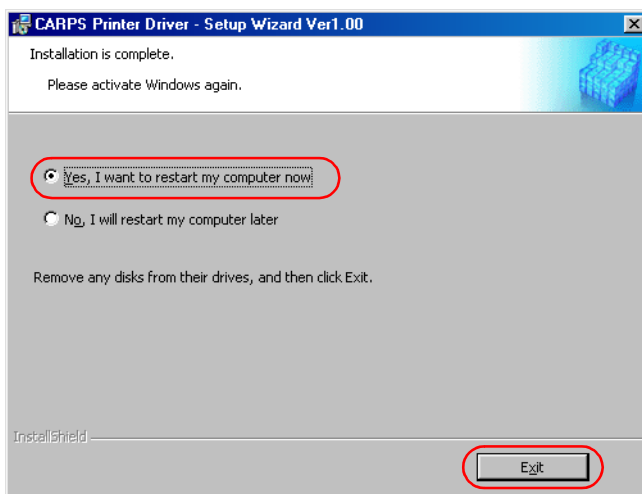 CARPS Printer Driver - Setup Wizard Ver1.00
Installation is complete.
Please activate Windows again.
Yes, I want to restart my computer now
No, I will restart my computer later
Remove any disks from their drives, and then click Exit.
InstallShield
Exit